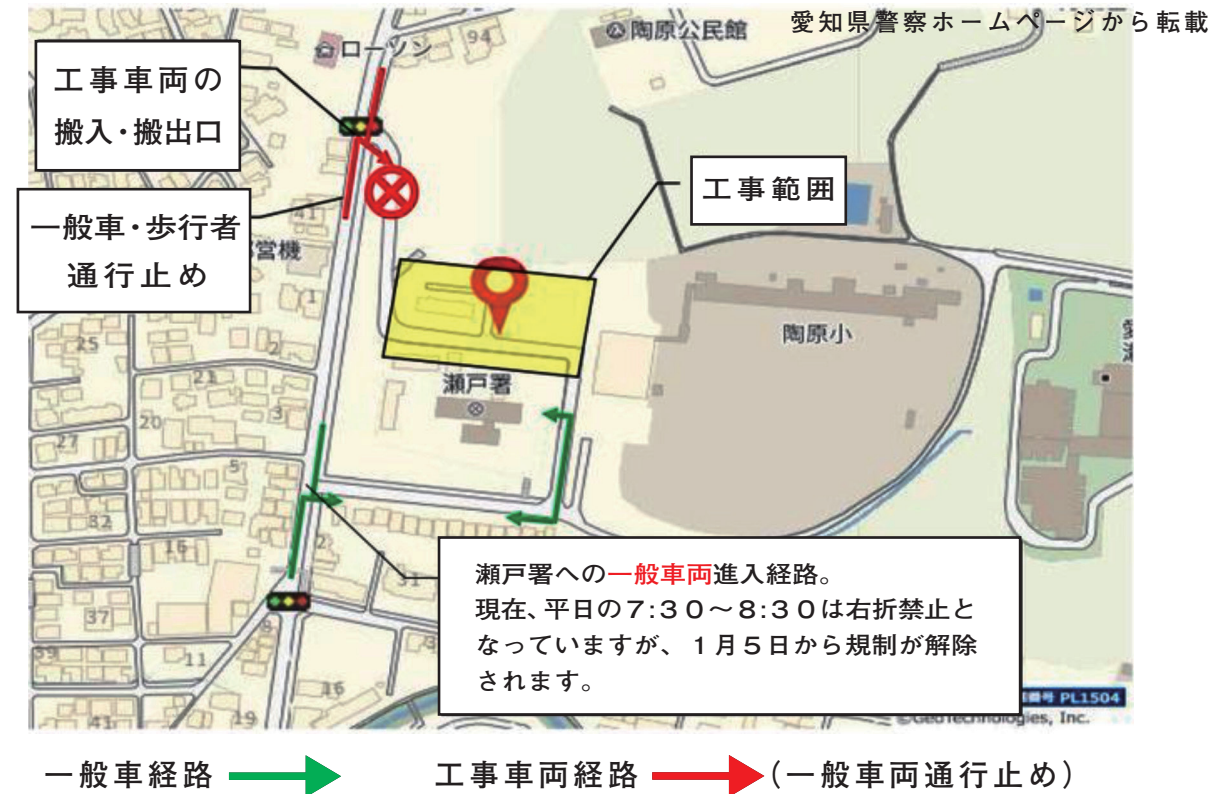 愛知県警察ホームページから転載
ローソン
94
陶原公民館
工事車両の
搬入・搬出口
工事範囲
一般車・歩行者
通行止め
41
営機
1
陶原小
25
2
瀬戸署
21
3
20
27
5
32
16
2
瀬戸署への一般車両進入経路。
現在、平日の7:30～8:30は右折禁止と
なっていますが、1月5日から規制が解除
されます。
37
8
11
39
16
41
19
番号 PL1504
©GeoTechnologies, Inc.
一般車経路
工事車両経路
(一般車両通行止め)